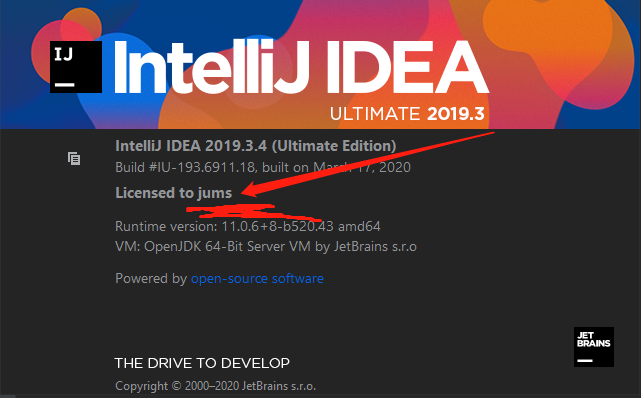 IJ
IntelliJ IDEA
ULTIMATE 2019.3
IntelliJ IDEA 2019.3.4 (Ultimate Edition)
Build #IU-193.6911.18, built on March 17, 2020
Licensed to jums
Runtime version: 11.0.6+8-b520.43 amd64
VM: OpenJDK 64-Bit Server VM by JetBrains s.r.o
Powered by open-source software
JET
BRAINS
THE DRIVE TO DEVELOP
Copyright © 2000–2020 JetBrains s.r.o.